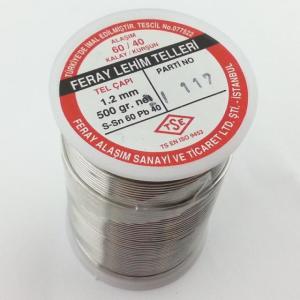 TÜRKİYE'DE İMAL EDİLMİŞTİR. TESCİL No:077522
ALAŞIM
60 / 40
KALAY / KURŞUN
FERAY LEHİM TELLERİ
TEL ÇAPI
1.2 mm
500 gr. net
S-Sn 60 Pb 40
PARTİ NO
117
TSE
TS EN ISO 9453
FERAY ALAŞIM SANAYİ VE TİCARET LTD. ŞTİ. İSTANBUL